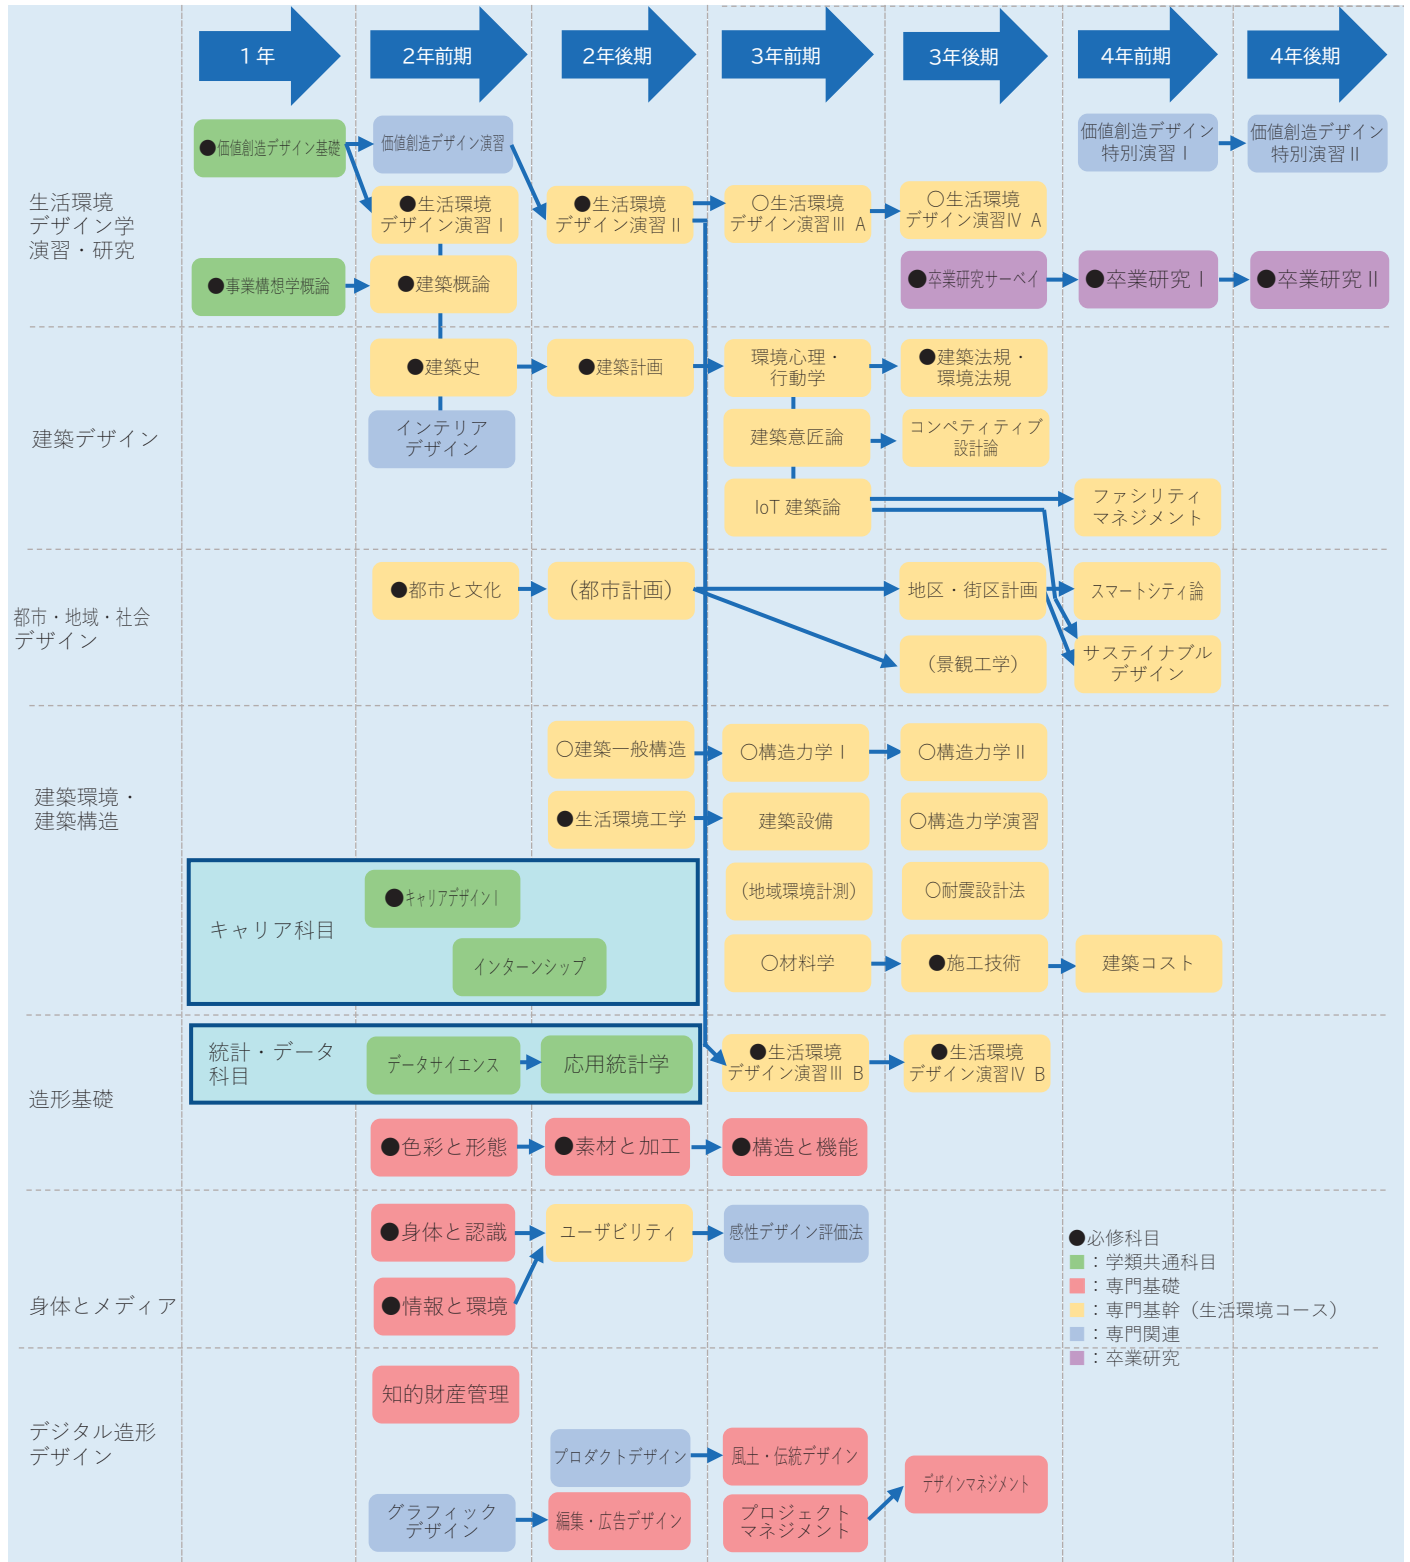 1年
2年前期
2年後期
3年前期
3年後期
4年前期
4年後期
生活環境
デザイン学
演習・研究
●価値創造デザイン基礎
価値創造デザイン演習
価値創造デザイン
特別演習Ⅰ
価値創造デザイン
特別演習Ⅱ
●生活環境
デザイン演習Ⅰ
●生活環境
デザイン演習Ⅱ
○生活環境
デザイン演習Ⅲ A
○生活環境
デザイン演習Ⅳ A
●事業構想学概論
●建築概論
●卒業研究サーベイ
●卒業研究Ⅰ
●卒業研究Ⅱ
建築デザイン
●建築史
●建築計画
環境心理・
行動学
●建築法規・
環境法規
インテリア
デザイン
建築意匠論
コンペティティブ
設計論
IoT 建築論
ファシリティ
マネジメント
都市・地域・社会
デザイン
●都市と文化
(都市計画)
地区・街区計画
スマートシティ論
(景観工学)
サステイナブル
デザイン
建築環境・
建築構造
○建築一般構造
○構造力学Ⅰ
○構造力学Ⅱ
●生活環境工学
建築設備
○構造力学演習
(地域環境計測)
○耐震設計法
○材料学
●施工技術
建築コスト
キャリア科目
●キャリアデザインⅠ
インターンシップ
造形基礎
統計・データ
科目
データサイエンス
応用統計学
●生活環境
デザイン演習Ⅲ B
●生活環境
デザイン演習Ⅳ B
●色彩と形態
●素材と加工
●構造と機能
身体とメディア
●身体と認識
ユーザビリティ
感性デザイン評価法
●情報と環境
デジタル造形
デザイン
知的財産管理
プロダクトデザイン
風土・伝統デザイン
デザインマネジメント
グラフィック
デザイン
編集・広告デザイン
プロジェクト
マネジメント
●必修科目
■：学類共通科目
■：専門基礎
■：専門基幹（生活環境コース）
■：専門関連
■：卒業研究